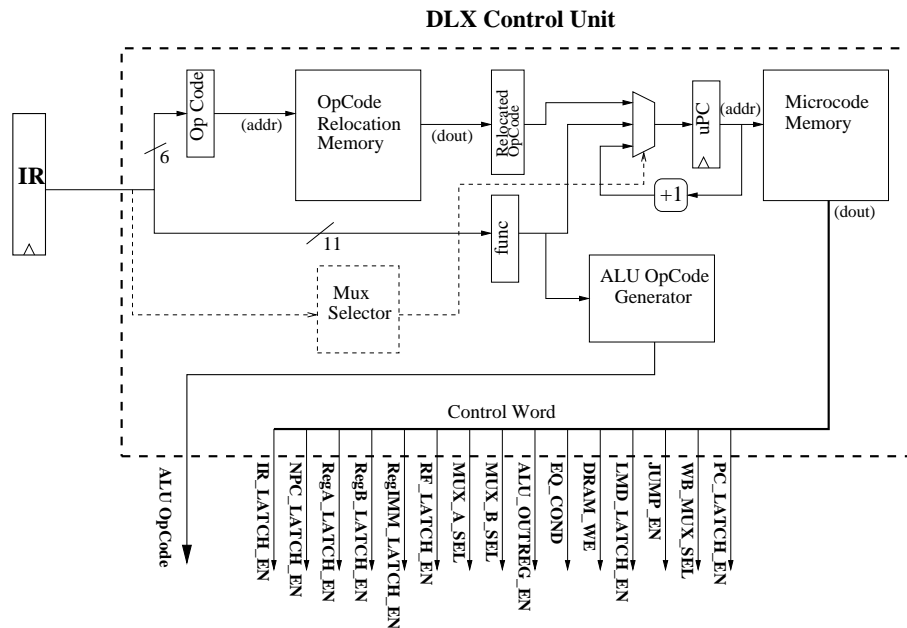 DLX Control Unit
IR
6
Op Code
(addr)
OpCode
Relocation
Memory
(dout)
Relocated
OpCode
uPC
(addr)
Microcode
Memory
(dout)
+1
11
func
Mux
Selector
ALU OpCode
Generator
Control Word
ALU OpCode
IR_LATCH_EN
NPC_LATCH_EN
RegA_LATCH_EN
RegB_LATCH_EN
RegIMM_LATCH_EN
RF_LATCH_EN
MUX_A_SEL
MUX_B_SEL
ALU_OUTREG_EN
EQ_COND
DRAM_WE
LMD_LATCH_EN
JUMP_EN
WB_MUX_SEL
PC_LATCH_EN